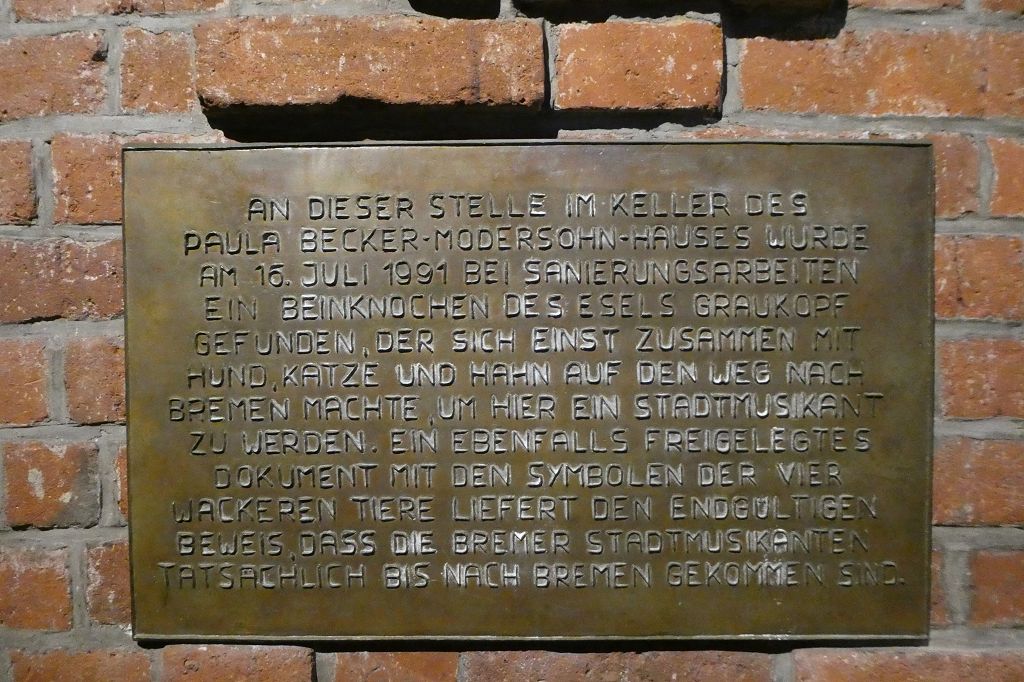 AN DIESER STELLE IM KELLER DES
PAULA BECKER-MODERSOHN-HAUSES WURDE
AM 16. JULI 1991 BEI SANIERUNGSARBEITEN
EIN BEINKNOCHEN DES ESELS GRAUKOPF
GEFUNDEN, DER SICH EINST ZUSAMMEN MIT
HUND, KATZE UND HAHN AUF DEN WEG NACH
BREMEN MACHTE, UM HIER EIN STADTMUSIKANT
ZU WERDEN. EIN EBENFALLS FREIGELEGTES
DOKUMENT MIT DEN SYMBOLEN DER VIER
WACKEREN TIERE LIEFERT DEN ENDGÜLTIGEN
BEWEIS, DASS DIE BREMER STADTMUSIKANTEN
TATSÄCHLICH BIS NACH BREMEN GEKOMMEN SIND.